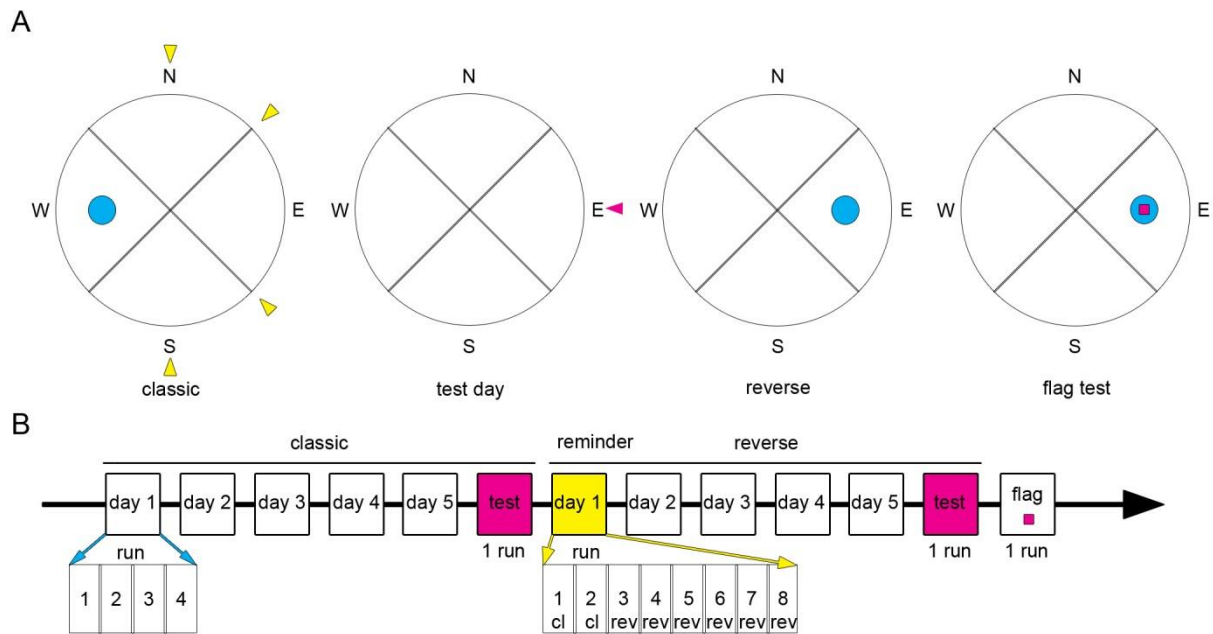 A
N N N N
W E W E W E W E
S S S S
classic test day reverse flag test
B
classic reminder reverse
day 1 day 2 day 3 day 4 day 5 test day 1 day 2 day 3 day 4 day 5 test flag
run 1 run run 1 run 1 run
1 2 3 4 1 2 3 4 5 6 7 8
cl cl rev rev rev rev rev rev